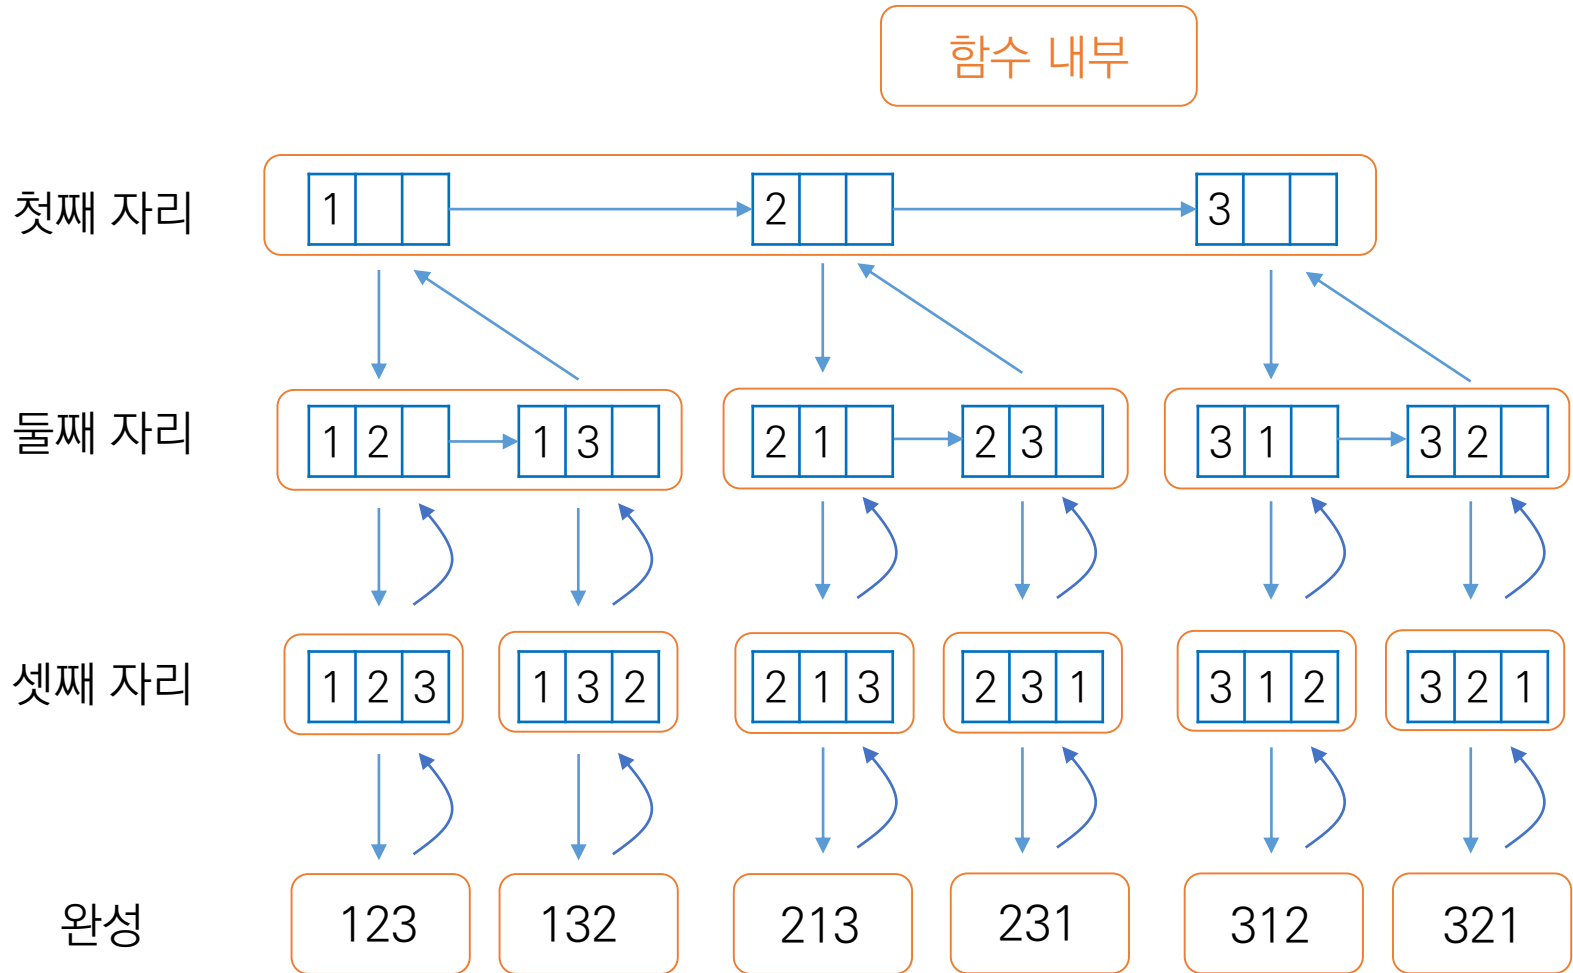 함수 내부
첫째 자리 1 2 3
둘째 자리 1 2 1 3 2 1 2 3 3 1 3 2
셋째 자리 1 2 3 1 3 2 2 1 3 2 3 1 3 1 2 3 2 1
완성 123 132 213 231 312 321